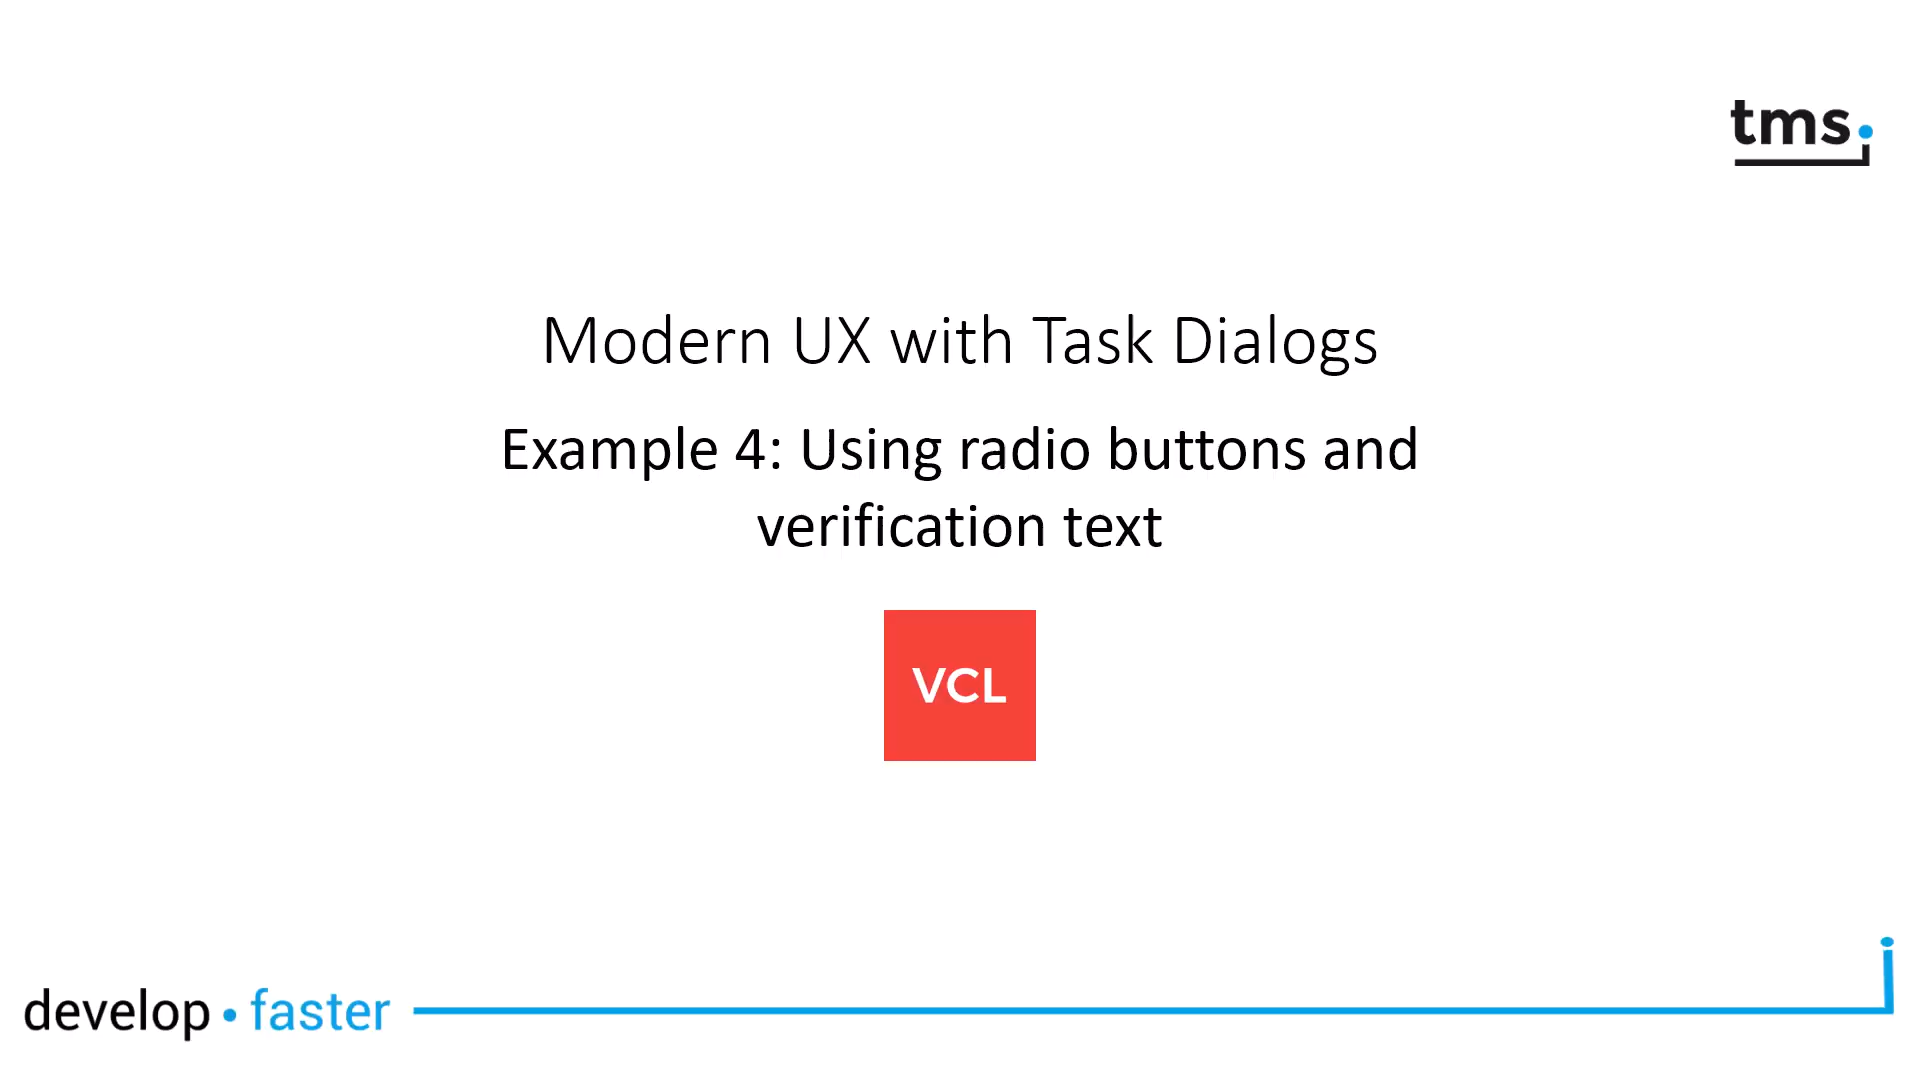 tms.
Modern UX with Task Dialogs
Example 4: Using radio buttons and
verification text
VCL
develop • faster